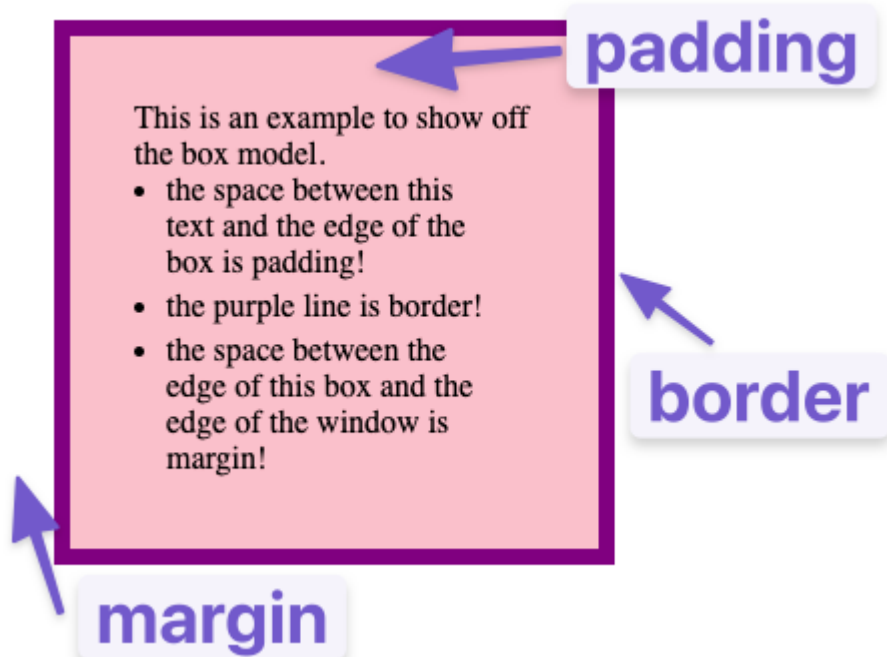 padding
This is an example to show off
the box model.
• the space between this
text and the edge of the
box is padding!
• the purple line is border!
• the space between the
edge of this box and the
edge of the window is
margin!
border
margin